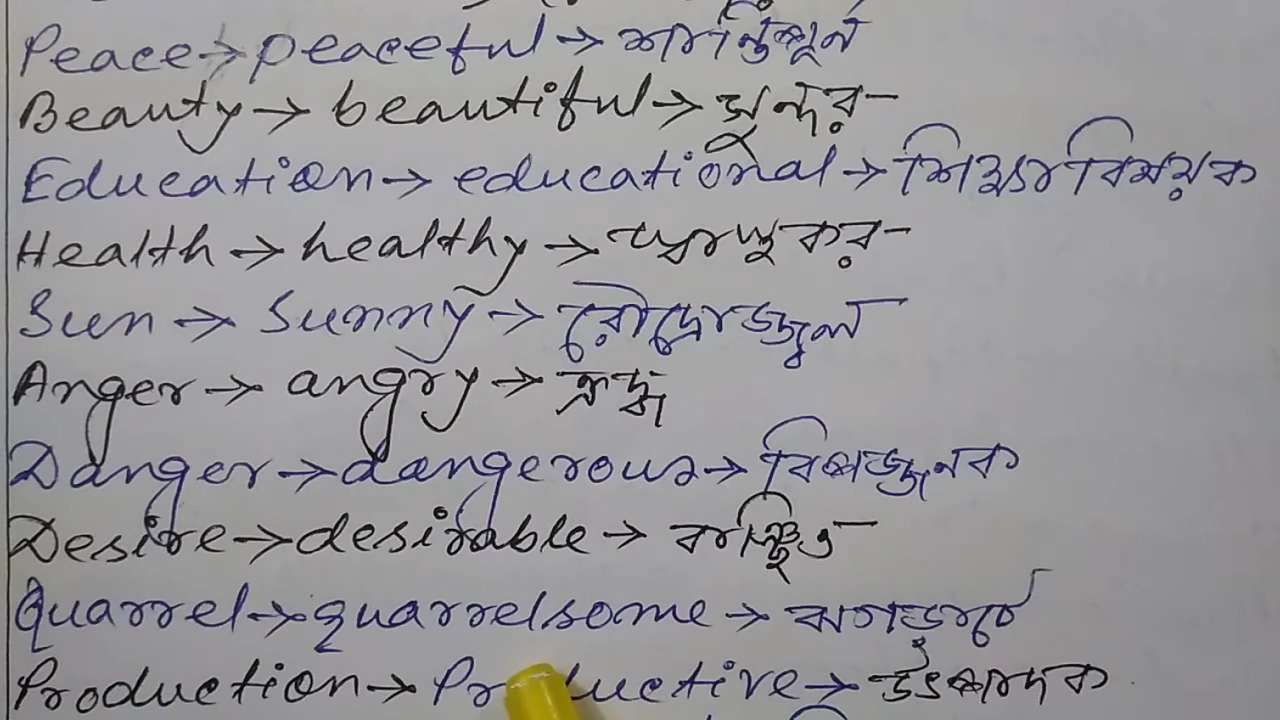 Peace → peaceful → শান্তিপূর্ন
Beauty → beautiful → সুন্দর
Education → educational → শিক্ষাবিষয়ক
Health → healthy → স্বাস্থ্যকর
Sun → sunny → রৌদ্রোজ্জ্বল
Anger → angry → ক্রুদ্ধ
Danger → dangerous → বিপজ্জনক
Desire → desirable → বাঞ্ছিত
Quarrel → quarrelsome → ঝগড়াটে
Production → Productive → উৎপাদক